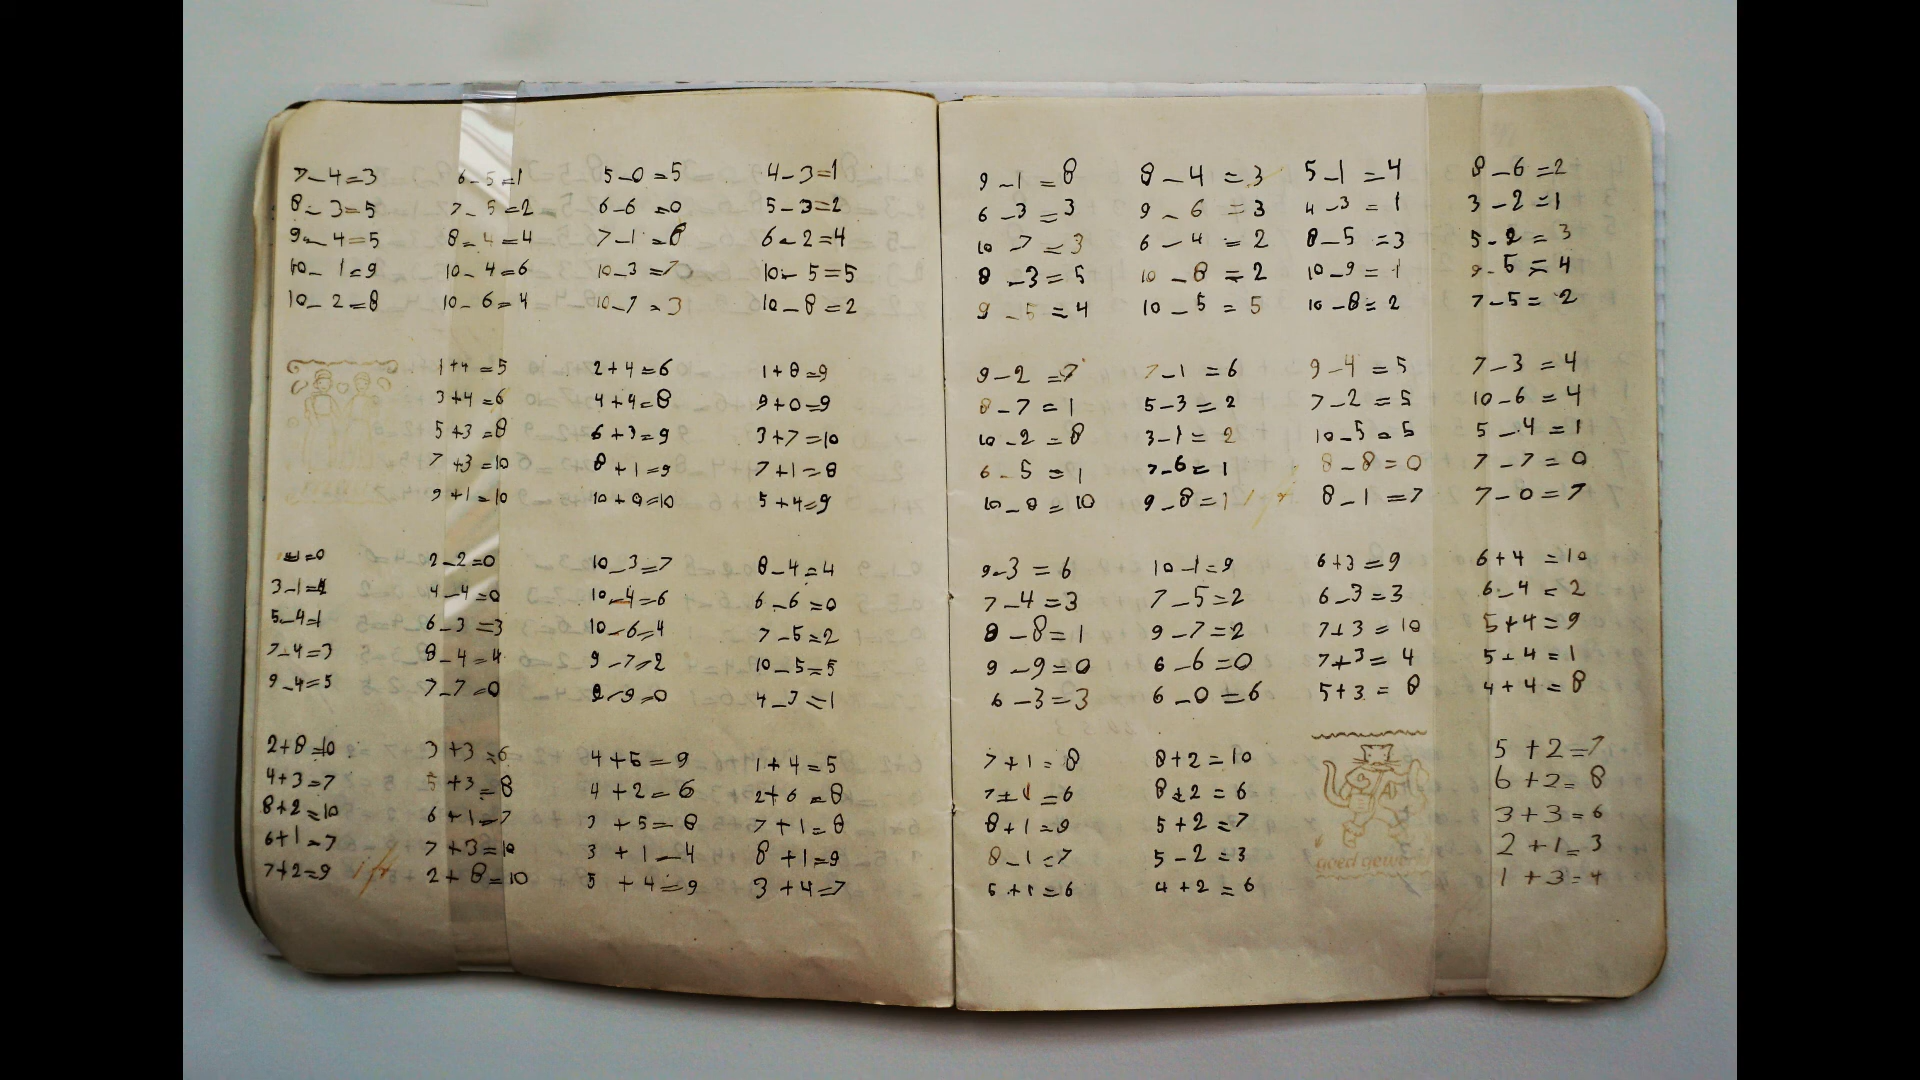 7-4=3 6-5=1 5-0=5 4-3=1
8-3=5 7-5=2 6-6=0 5-3=2
9-4=5 8-4=4 7-1=6 6-2=4
10-1=9 10-4=6 10-3=7 10-5=5
10-2=8 10-6=4 10-7=3 10-8=2
1+4=5 2+4=6 1+8=9
3+4=6 4+4=8 9+0=9
5+3=8 6+3=9 3+7=10
7+3=10 8+1=9 7+1=8
9+1=10 10+0=10 5+4=9
=0 2-2=0 10-3=7 8-4=4
3-1= 4-4=0 10-4=6 6-6=0
5-4=1 6-3=3 10-6=4 7-5=2
7-4=3 8-4=4 9-7=2 10-5=5
9-4=5 7-7=0 9-9=0 4-3=1
2+8=10 3+3=6 4+5=9 1+4=5
4+3=7 5+3=8 4+2=6 2+6=8
8+2=10 6+1=7 3+5=8 7+1=8
6+1=7 7+3=10 3+1=4 8+1=9
7+2=9 2+8=10 5+4=9 3+4=7
9-1=8 8-4=3 5-1=4 8-6=2
6-3=3 9-6=3 4-3=1 3-2=1
10-7=3 6-4=2 8-5=3 5-2=3
8-3=5 10-8=2 10-9=1 9-5=4
9-5=4 10-5=5 10-8=2 7-5=2
9-2=7 7-1=6 9-4=5 7-3=4
8-7=1 5-3=2 7-2=5 10-6=4
10-2=8 3-1=2 10-5=5 5-4=1
6-5=1 7-6=1 8-8=0 7-7=0
10-0=10 9-8=1 8-1=7 7-0=7
9-3=6 10-1=9 6+3=9 6+4=10
7-4=3 7-5=2 6-3=3 6-4=2
8-8=1 9-7=2 7+3=10 5+4=9
9-9=0 6-6=0 7+3=4 5+4=1
6-3=3 6-0=6 5+3=8 4+4=8
7+1=8 8+2=10 5+2=7
7+1=6 8+2=6 6+2=8
8+1=9 5+2=7 3+3=6
8-1=7 5-2=3 goed gewerkt 2+1=3
5+1=6 4+2=6 1+3=4